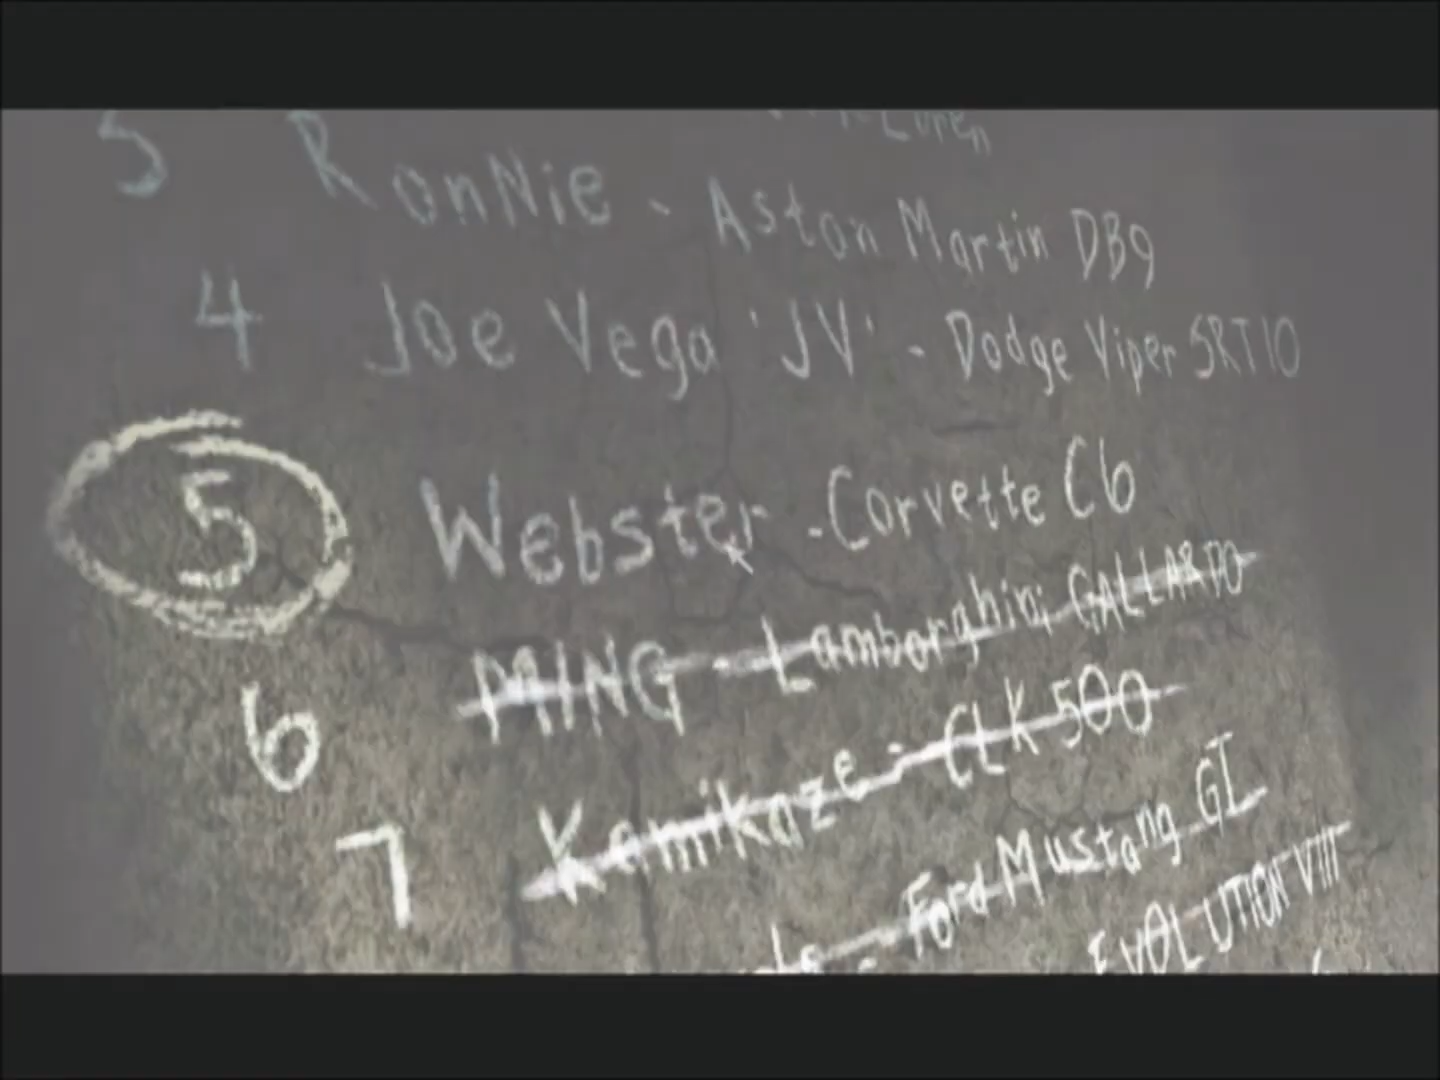 3 Ronnie - Aston Martin DB9
4 Joe Vega 'JV' - Dodge Viper SRT10
5 Webster - Corvette C6
6 MING - Lamborghini GALLARDO
7 Kamikaze - CLK 500
- Ford Mustang GT
EVOLUTION VIII